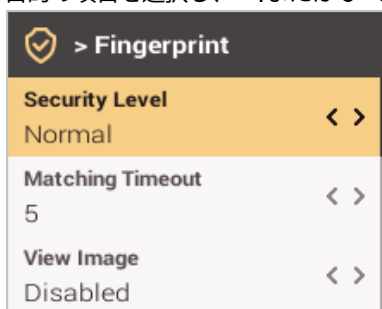 > Fingerprint
Security Level
Normal
Matching Timeout
5
View Image
Disabled